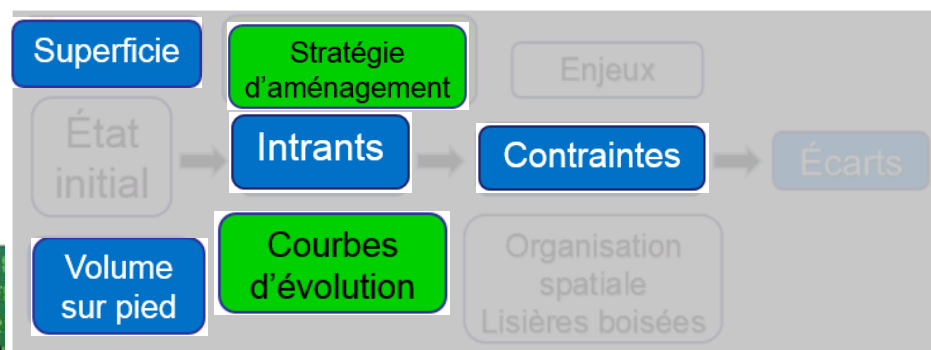 Superficie
Stratégie
d'aménagement
Enjeux
État
initial
Intrants
Contraintes
Écarts
Volume
sur pied
Courbes
d'évolution
Organisation
spatiale
Lisières boisées